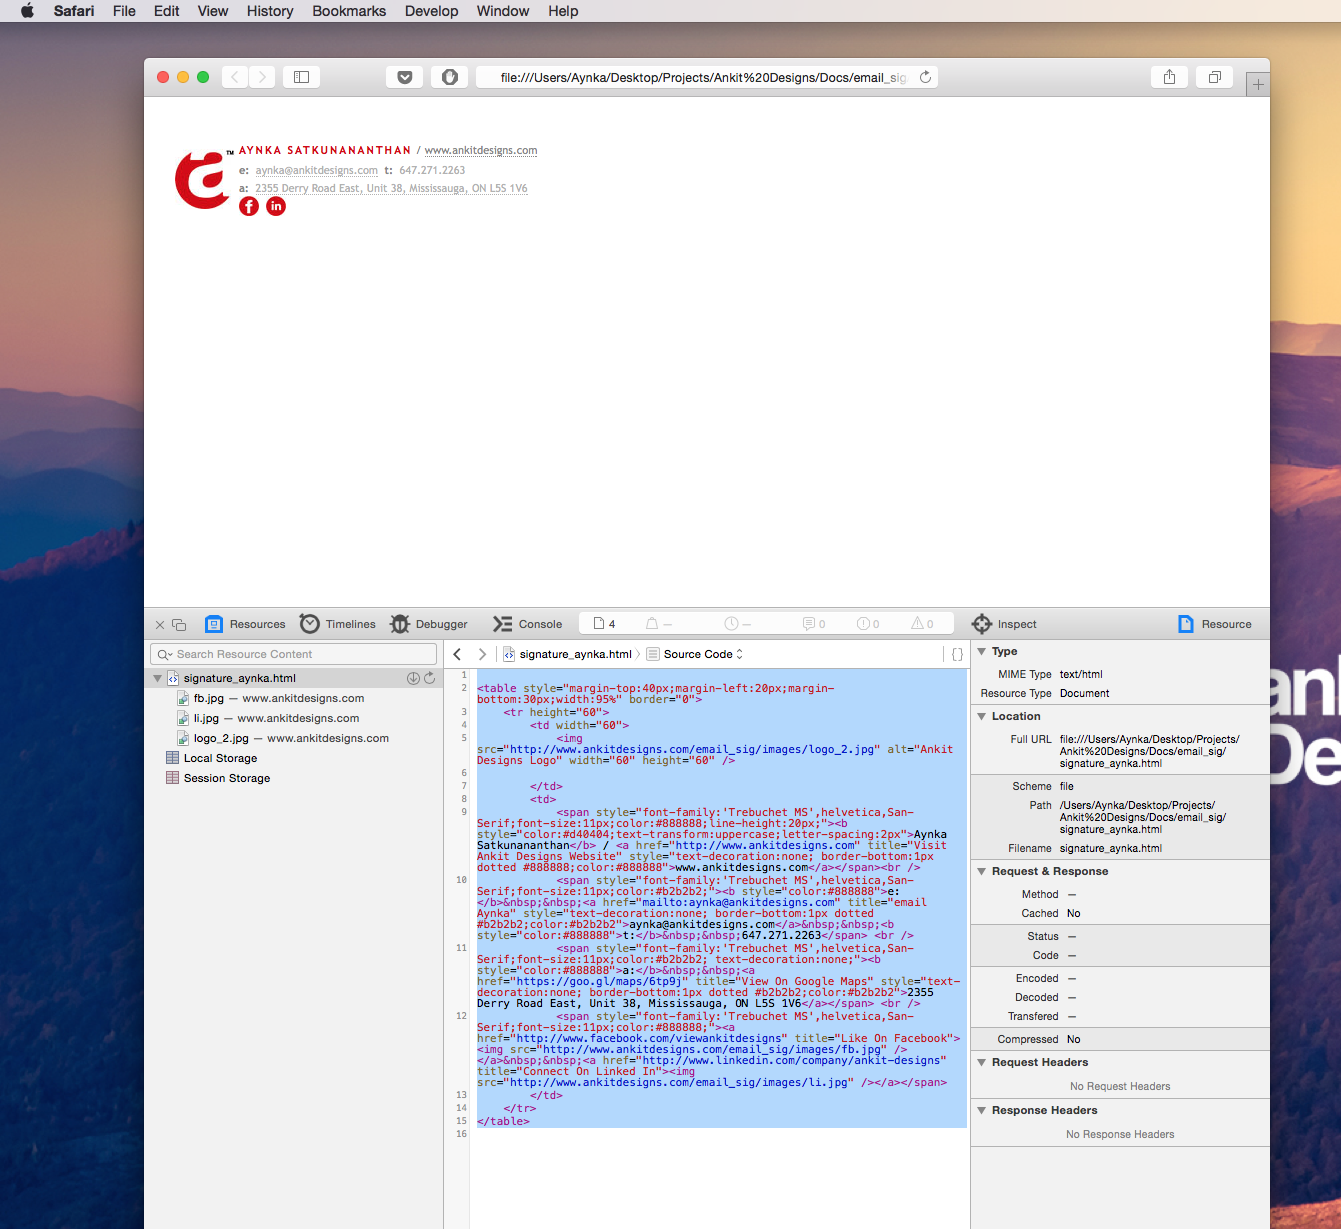 Safari File Edit View History Bookmarks Develop Window Help
file:///Users/Aynka/Desktop/Projects/Ankit%20Designs/Docs/email_sig
™ AYNKA SATKUNANANTHAN / www.ankitdesigns.com
e: aynka@ankitdesigns.com t: 647.271.2263
a: 2355 Derry Road East, Unit 38, Mississauga, ON L5S 1V6
f in
Resources Timelines Debugger Console 4 — — 0 0 0 Inspect Resource
Search Resource Content
signature_aynka.html
fb.jpg — www.ankitdesigns.com
li.jpg — www.ankitdesigns.com
logo_2.jpg — www.ankitdesigns.com
Local Storage
Session Storage
signature_aynka.html Source Code {}
1
2 <table style="margin-top:40px;margin-left:20px;margin-
bottom:30px;width:95%" border="0">
3 <tr height="60">
4 <td width="60">
5 <img
src="http://www.ankitdesigns.com/email_sig/images/logo_2.jpg" alt="Ankit
Designs Logo" width="60" height="60" />
6
7 </td>
8 <td>
9 <span style="font-family:'Trebuchet MS',helvetica,San-
Serif;font-size:11px;color:#888888;line-height:20px;"><b
style="color:#d40404;text-transform:uppercase;letter-spacing:2px">Aynka
Satkunananthan</b> / <a href="http://www.ankitdesigns.com" title="Visit
Ankit Designs Website" style="text-decoration:none; border-bottom:1px
dotted #888888;color:#888888">www.ankitdesigns.com</a></span><br />
10 <span style="font-family:'Trebuchet MS',helvetica,San-
Serif;font-size:11px;color:#b2b2b2;"><b style="color:#888888">e:
</b>&nbsp;&nbsp;<a href="mailto:aynka@ankitdesigns.com" title="email
Aynka" style="text-decoration:none; border-bottom:1px dotted
#b2b2b2;color:#b2b2b2">aynka@ankitdesigns.com</a>&nbsp;&nbsp;<b
style="color:#888888">t:</b>&nbsp;&nbsp;647.271.2263</span> <br />
11 <span style="font-family:'Trebuchet MS',helvetica,San-
Serif;font-size:11px;color:#b2b2b2; text-decoration:none;"><b
style="color:#888888">a:</b>&nbsp;&nbsp;<a
href="https://goo.gl/maps/6tp9j" title="View On Google Maps" style="text-
decoration:none; border-bottom:1px dotted #b2b2b2;color:#b2b2b2">2355
Derry Road East, Unit 38, Mississauga, ON L5S 1V6</a></span> <br />
12 <span style="font-family:'Trebuchet MS',helvetica,San-
Serif;font-size:11px;color:#888888;"><a
href="http://www.facebook.com/viewankitdesigns" title="Like On Facebook">
<img src="http://www.ankitdesigns.com/email_sig/images/fb.jpg" />
</a>&nbsp;&nbsp;<a href="http://www.linkedin.com/company/ankit-designs"
title="Connect On Linked In"><img
src="http://www.ankitdesigns.com/email_sig/images/li.jpg" /></a></span>
13 </td>
14 </tr>
15 </table>
16
Type
MIME Type text/html
Resource Type Document
Location
Full URL file:///Users/Aynka/Desktop/Projects/
Ankit%20Designs/Docs/email_sig/
signature_aynka.html
Scheme file
Path /Users/Aynka/Desktop/Projects/
Ankit%20Designs/Docs/email_sig/
signature_aynka.html
Filename signature_aynka.html
Request & Response
Method —
Cached No
Status —
Code —
Encoded —
Decoded —
Transfered —
Compressed No
Request Headers
No Request Headers
Response Headers
No Response Headers